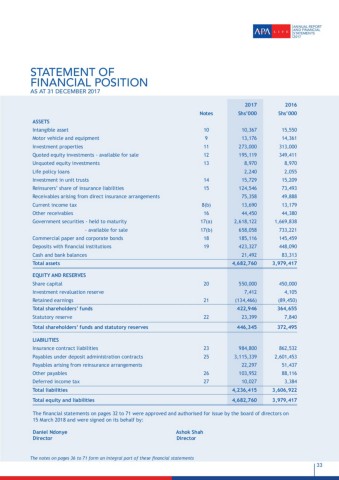 APA LIFE
ANNUAL REPORT
AND FINANCIAL
STATEMENTS
2017
STATEMENT OF
FINANCIAL POSITION
AS AT 31 DECEMBER 2017
2017 2016
Notes Shs'000 Shs'000
ASSETS
Intangible asset 10 10,367 15,550
Motor vehicle and equipment 9 13,176 14,361
Investment properties 11 273,000 313,000
Quoted equity investments - available for sale 12 195,119 349,411
Unquoted equity investments 13 8,970 8,970
Life policy loans 2,240 2,055
Investment in unit trusts 14 15,729 15,209
Reinsurers' share of insurance liabilities 15 124,546 73,493
Receivables arising from direct insurance arrangements 75,358 49,888
Current income tax 8(b) 13,690 13,179
Other receivables 16 44,450 44,380
Government securities - held to maturity 17(a) 2,618,122 1,669,838
- available for sale 17(b) 658,058 733,221
Commercial paper and corporate bonds 18 185,116 145,459
Deposits with financial institutions 19 423,327 448,090
Cash and bank balances 21,492 83,313
Total assets 4,682,760 3,979,417
EQUITY AND RESERVES
Share capital 20 550,000 450,000
Investment revaluation reserve 7,412 4,105
Retained earnings 21 (134,466) (89,450)
Total shareholders' funds 422,946 364,655
Statutory reserve 22 23,399 7,840
Total shareholders' funds and statutory reserves 446,345 372,495
LIABILITIES
Insurance contract liabilities 23 984,800 862,532
Payables under deposit administration contracts 25 3,115,339 2,601,453
Payables arising from reinsurance arrangements 22,297 51,437
Other payables 26 103,952 88,116
Deferred income tax 27 10,027 3,384
Total liabilities 4,236,415 3,606,922
Total equity and liabilities 4,682,760 3,979,417
The financial statements on pages 32 to 71 were approved and authorised for issue by the board of directors on
15 March 2018 and were signed on its behalf by:
Daniel Ndonye Ashok Shah
Director Director
The notes on pages 36 to 71 form an integral part of these financial statements
33